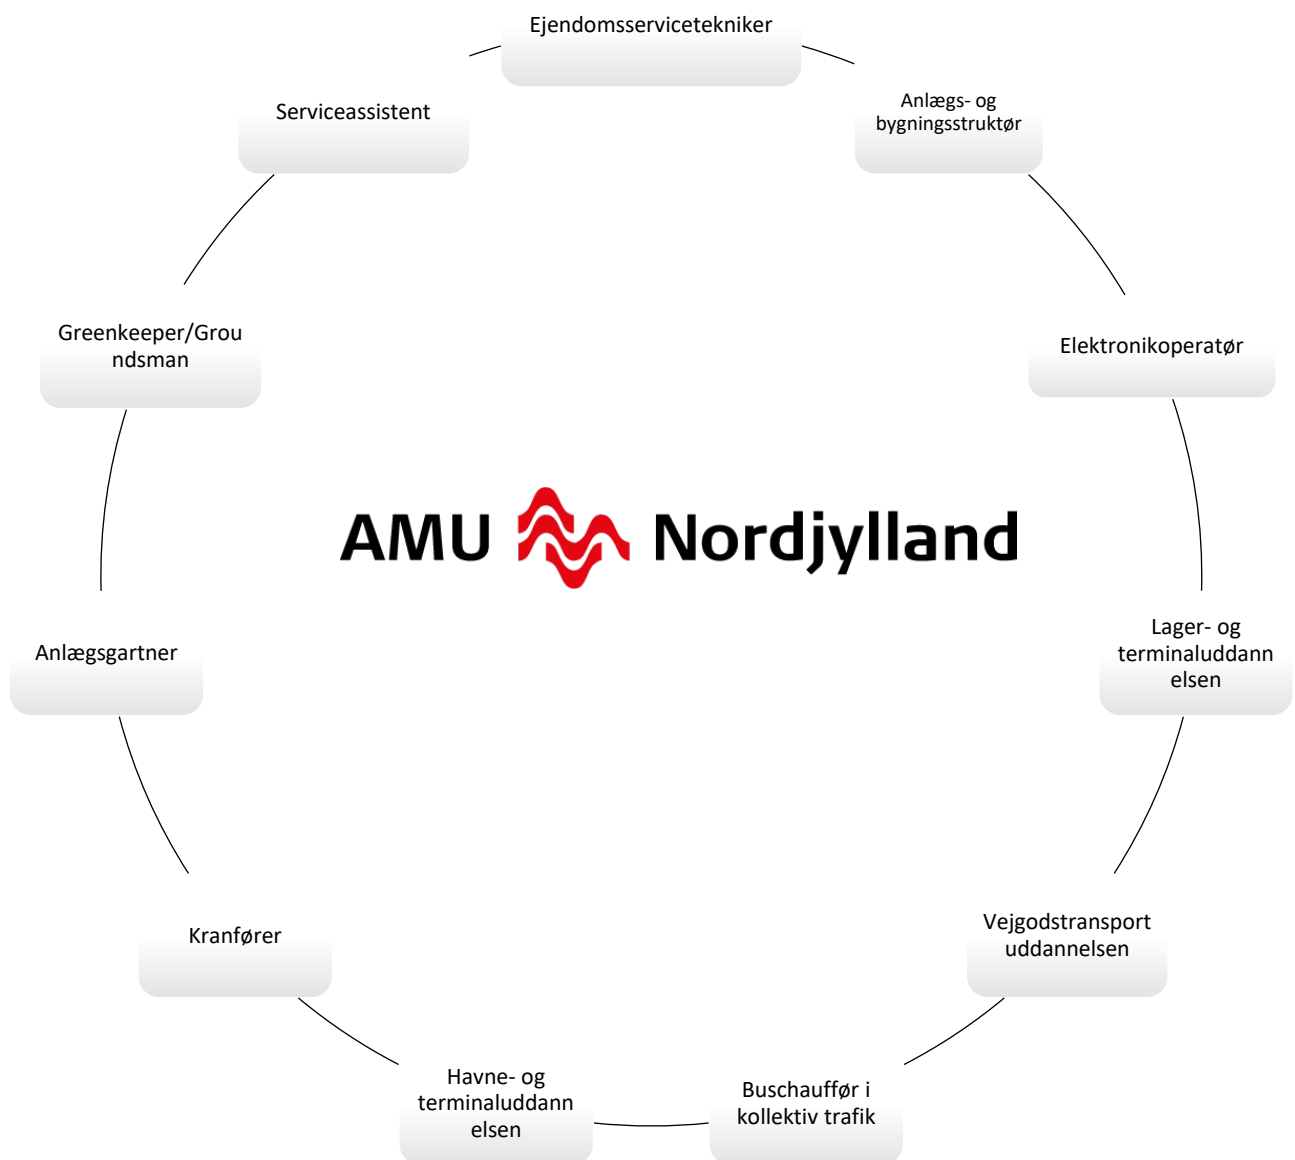 Ejendomsservicetekniker
Anlægs- og
bygningsstruktør
Elektronikoperatør
Lager- og
terminaluddann
elsen
Vejgodstransport
uddannelsen
Buschauffør i
kollektiv trafik
Havne- og
terminaluddann
elsen
Kranfører
Anlægsgartner
Greenkeeper/Grou
ndsman
Serviceassistent
AMU Nordjylland